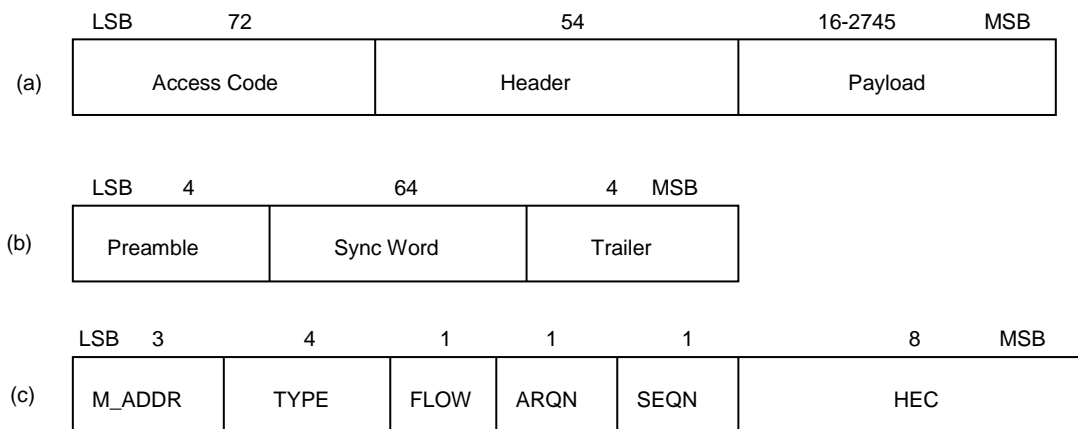 LSB 72 54 16-2745 MSB
(a) Access Code Header Payload
LSB 4 64 4 MSB
(b) Preamble Sync Word Trailer
LSB 3 4 1 1 1 8 MSB
(c) M_ADDR TYPE FLOW ARQN SEQN HEC